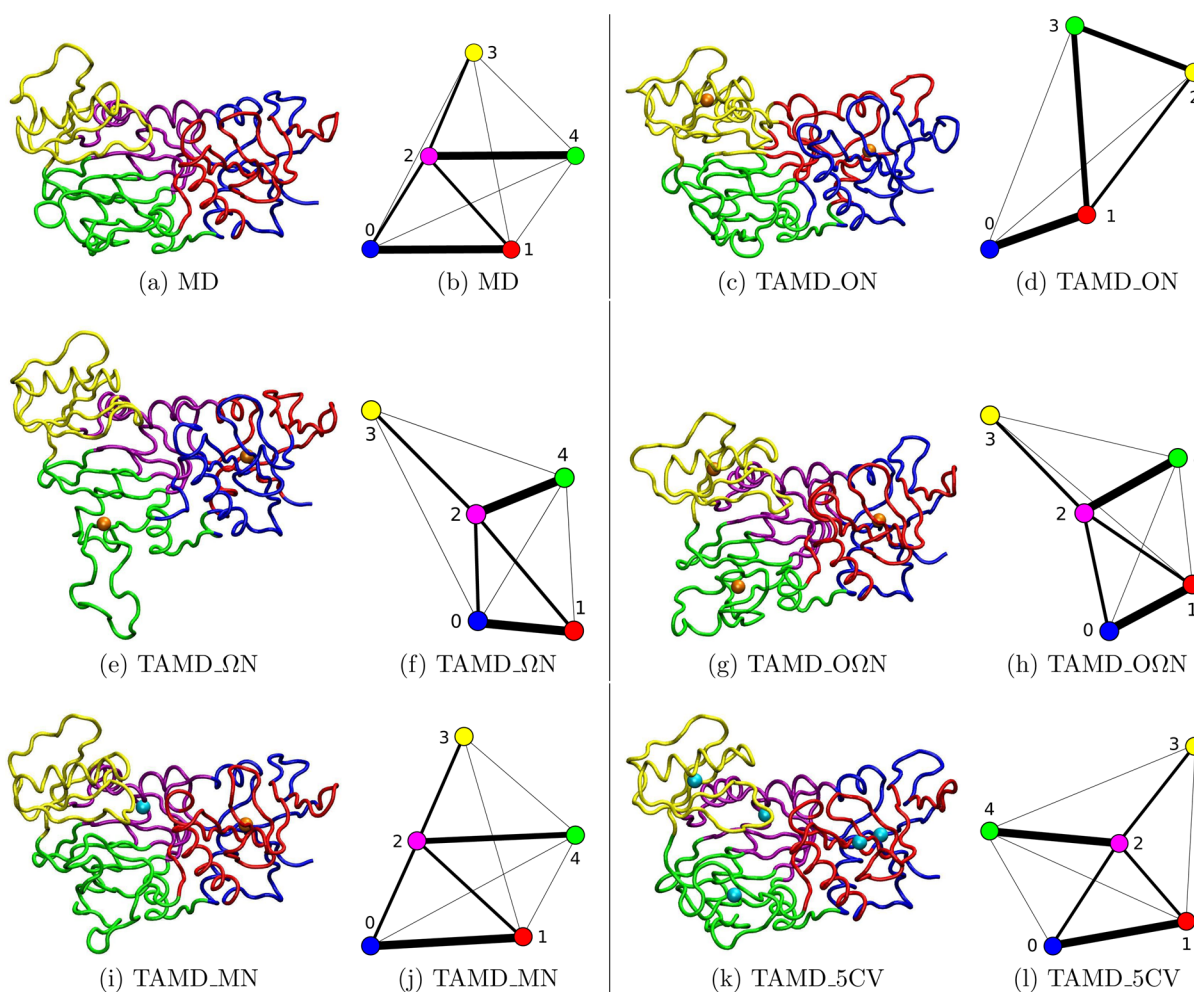 3
2
4
0
1
(a) MD
(b) MD
3
2
0
1
(c) TAMD_ON
(d) TAMD_ON
3
4
2
0
1
(e) TAMD_ΩN
(f) TAMD_ΩN
3
2
1
0
(g) TAMD_OΩN
(h) TAMD_OΩN
3
2
4
0
1
(i) TAMD_MN
(j) TAMD_MN
3
4
2
0
1
(k) TAMD_5CV
(l) TAMD_5CV